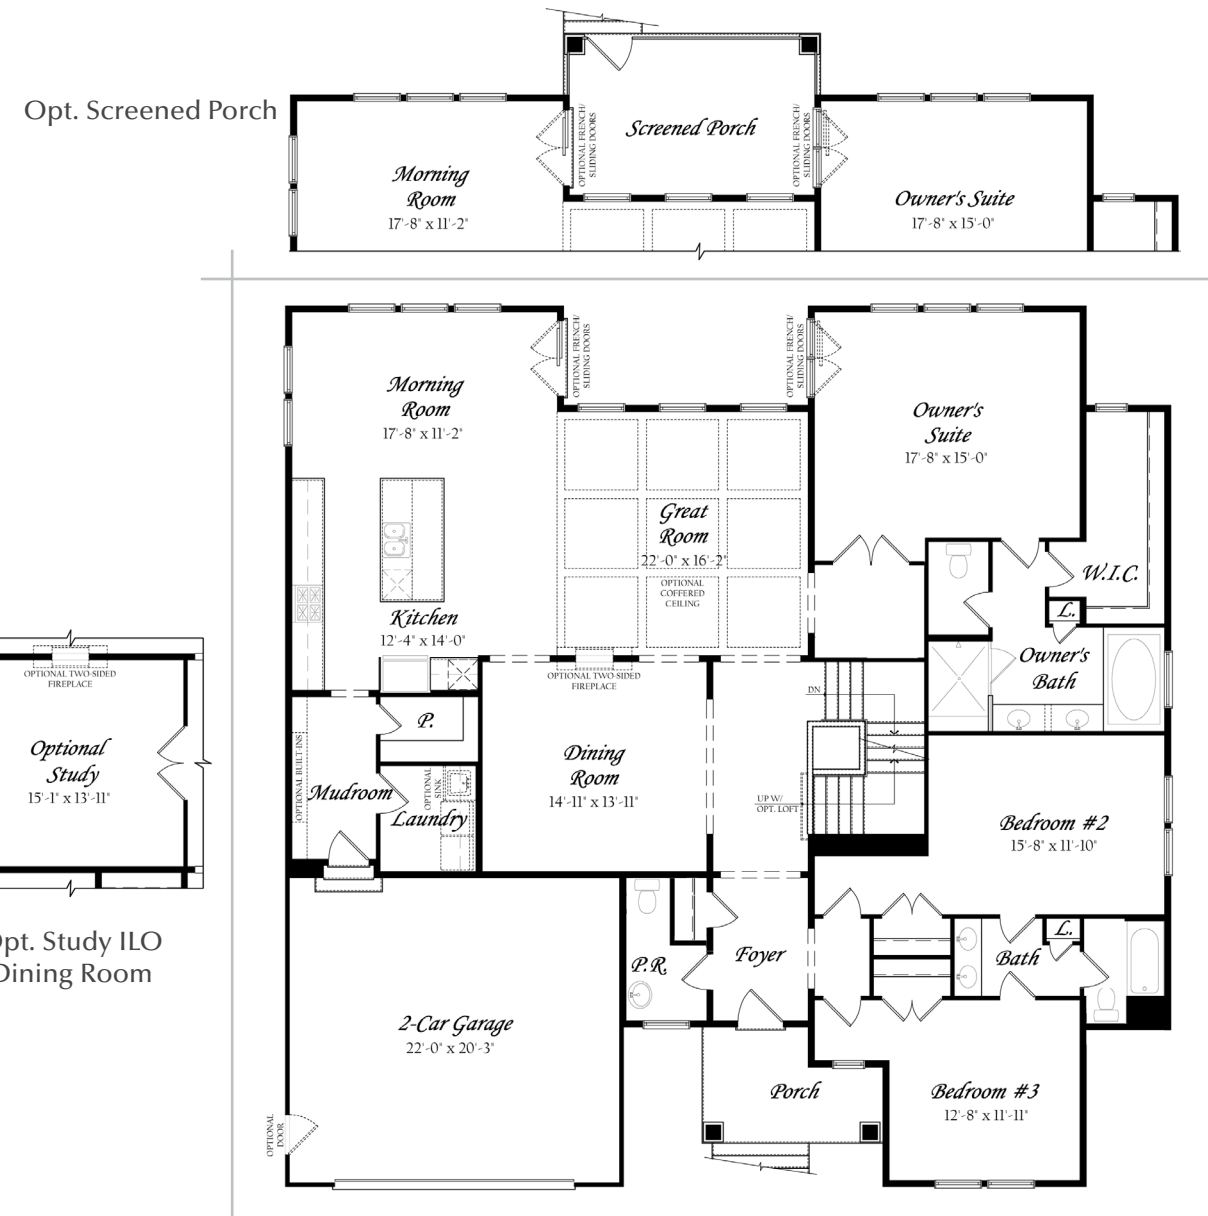 Opt. Screened Porch
OPTIONAL FRENCH/
SLIDING DOORS
Screened Porch
OPTIONAL FRENCH/
SLIDING DOORS
Morning
Room
17'-8" x 11'-2"
Owner's Suite
17'-8" x 15'-0"
OPTIONAL FRENCH/
SLIDING DOORS
OPTIONAL FRENCH/
SLIDING DOORS
Morning
Room
17'-8" x 11'-2"
Owner's
Suite
17'-8" x 15'-0"
Great
Room
22'-0" x 16'-2"
OPTIONAL
COFFERED
CEILING
W.I.C.
L.
Kitchen
12'-4" x 14'-0"
Owner's
Bath
OPTIONAL TWO-SIDED
FIREPLACE
OPTIONAL TWO-SIDED
FIREPLACE
DN
P.
Optional
Study
15'-1" x 13'-11"
OPTIONAL BUILT-INS
Mudroom
OPTIONAL
SINK
Laundry
Dining
Room
14'-11" x 13'-11"
UP W/
OPT. LOFT
Bedroom #2
15'-8" x 11'-10"
pt. Study ILO
Dining Room
P.R.
Foyer
Bath
L.
2-Car Garage
22'-0" x 20'-3"
Porch
Bedroom #3
12'-8" x 11'-11"
OPTIONAL
DOOR